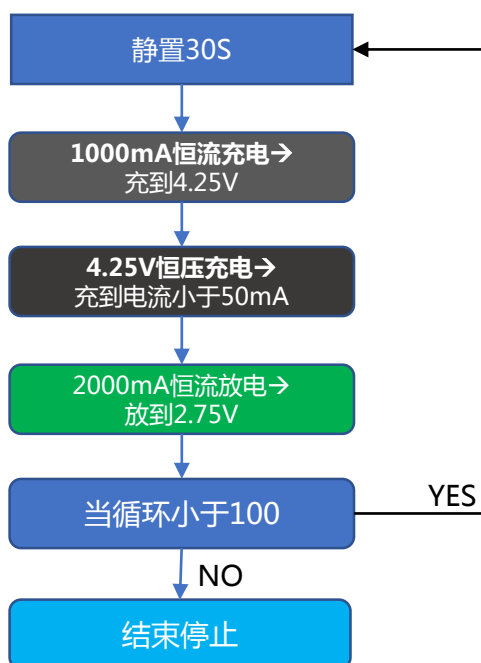 静置30S
1000mA恒流充电→
充到4.25V
4.25V恒压充电→
充到电流小于50mA
2000mA恒流放电→
放到2.75V
当循环小于100
YES
NO
结束停止